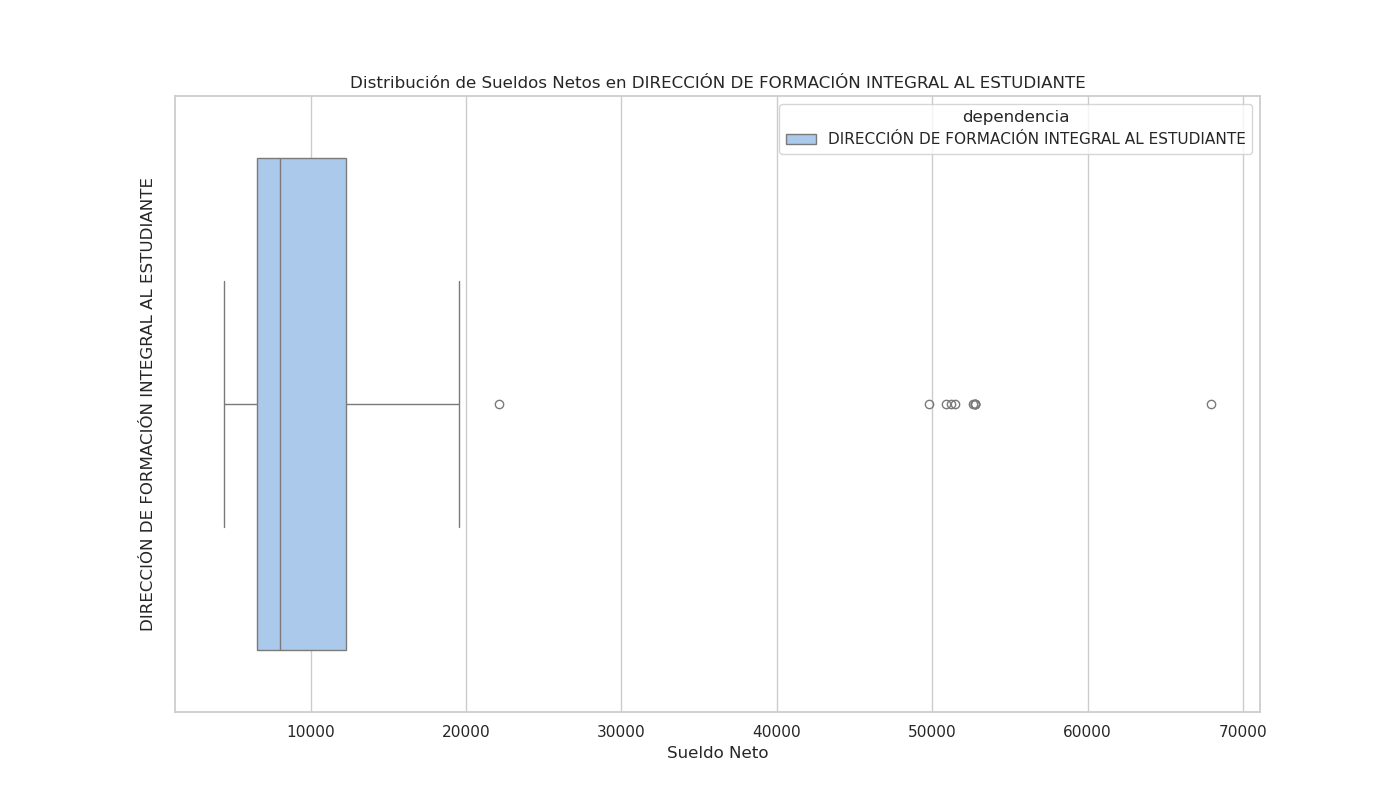 Distribución de Sueldos Netos en DIRECCIÓN DE FORMACIÓN INTEGRAL AL ESTUDIANTE
dependencia
DIRECCIÓN DE FORMACIÓN INTEGRAL AL ESTUDIANTE
DIRECCIÓN DE FORMACIÓN INTEGRAL AL ESTUDIANTE
10000 20000 30000 40000 50000 60000 70000
Sueldo Neto